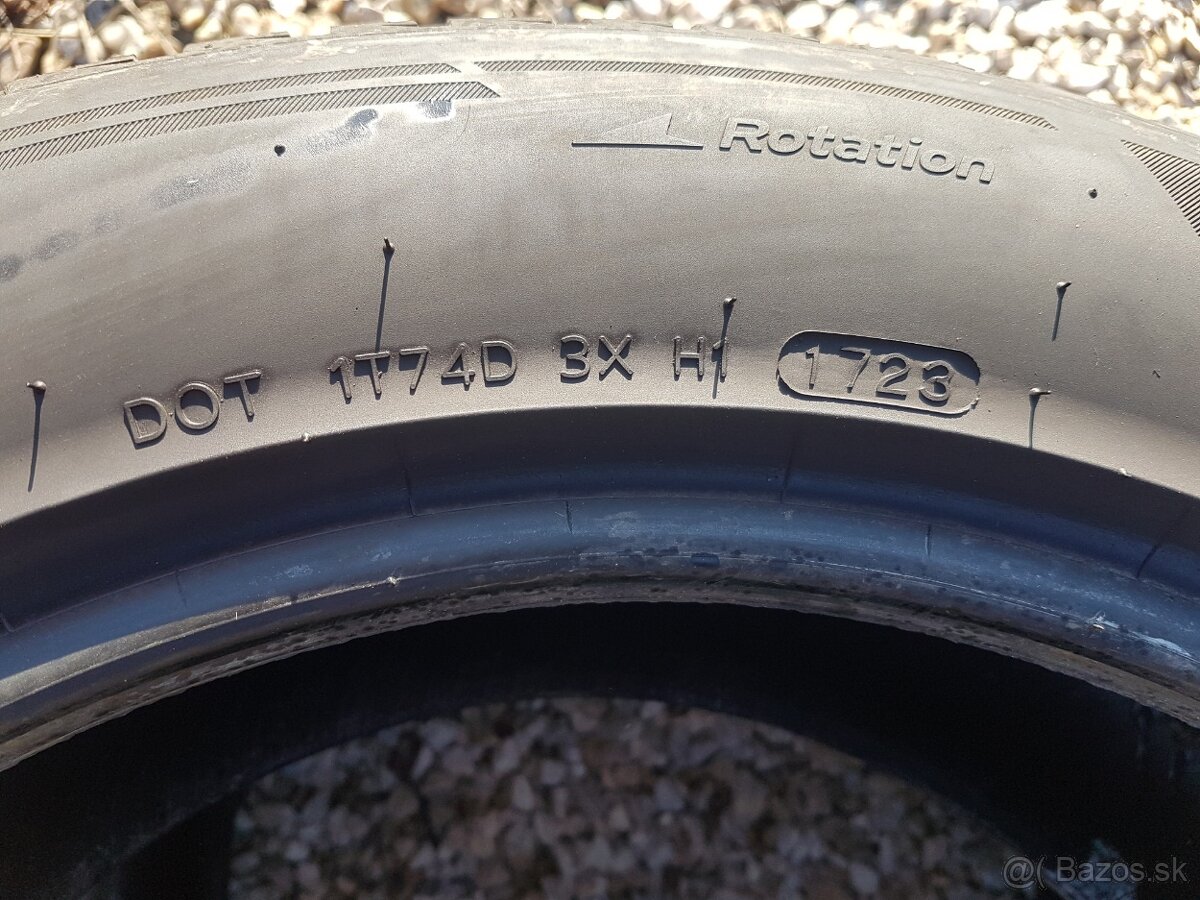 Rotation
DOT 1T74D 3X H1 1723
@( Bazos.sk